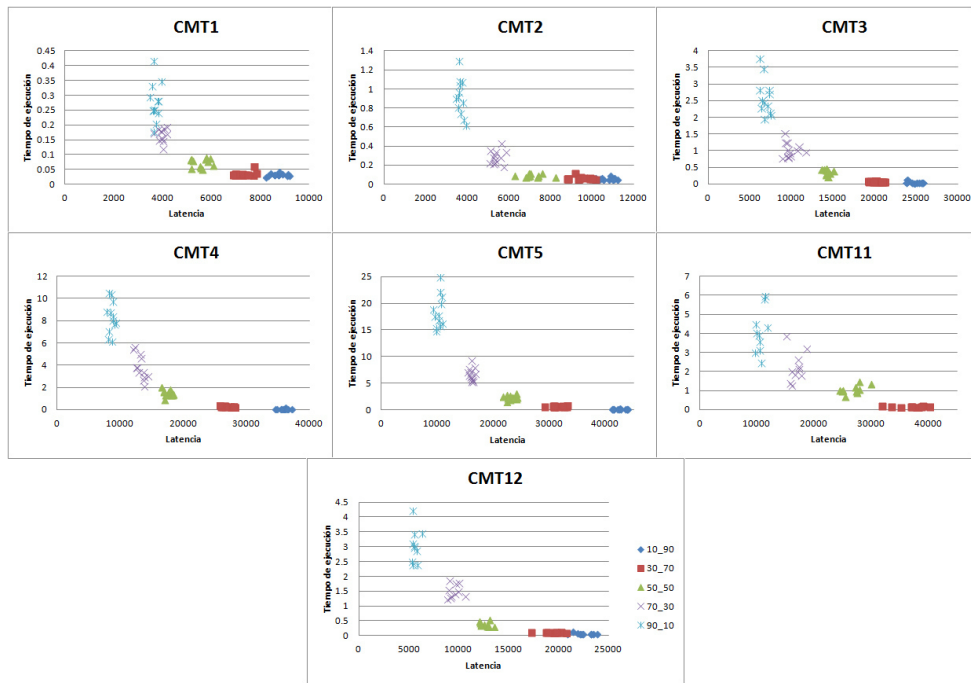 CMT1
Tiempo de ejecución
0.45
0.4
0.35
0.3
0.25
0.2
0.15
0.1
0.05
0
0 2000 4000 6000 8000 10000
Latencia
CMT2
Tiempo de ejecución
1.4
1.2
1
0.8
0.6
0.4
0.2
0
0 2000 4000 6000 8000 10000 12000
Latencia
CMT3
Tiempo de ejecución
4
3.5
3
2.5
2
1.5
1
0.5
0
0 5000 10000 15000 20000 25000 30000
Latencia
CMT4
Tiempo de ejecución
12
10
8
6
4
2
0
0 10000 20000 30000 40000
Latencia
CMT5
Tiempo de ejecución
25
20
15
10
5
0
0 10000 20000 30000 40000
Latencia
CMT11
Tiempo de ejecución
7
6
5
4
3
2
1
0
0 10000 20000 30000 40000
Latencia
CMT12
Tiempo de ejecución
4.5
4
3.5
3
2.5
2
1.5
1
0.5
0
0 5000 10000 15000 20000 25000
Latencia
10_90
30_70
50_50
70_30
90_10